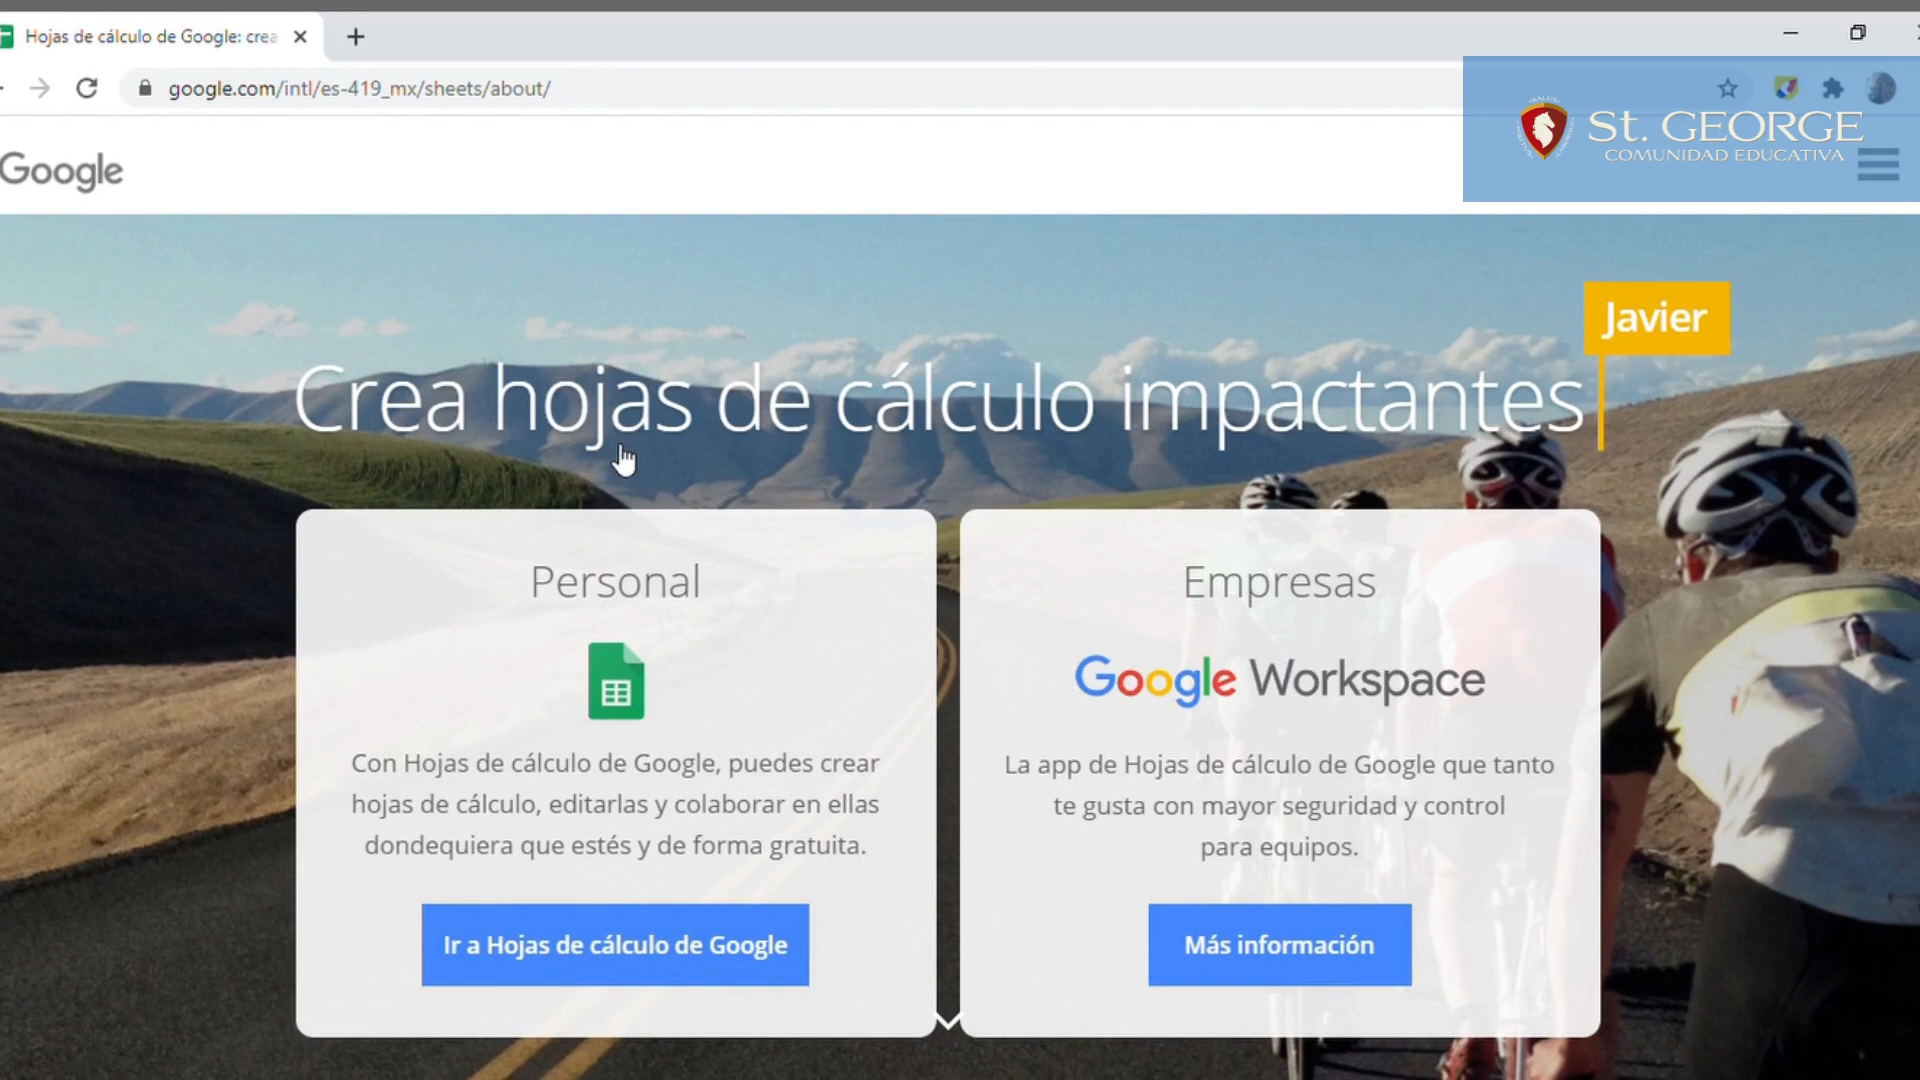 Hojas de cálculo de Google: crea
google.com/intl/es-419_mx/sheets/about/
St. GEORGE
COMUNIDAD EDUCATIVA
Google
Javier
Crea hojas de cálculo impactantes
Personal
Con Hojas de cálculo de Google, puedes crear
hojas de cálculo, editarlas y colaborar en ellas
dondequiera que estés y de forma gratuita.
Ir a Hojas de cálculo de Google
Empresas
Google Workspace
La app de Hojas de cálculo de Google que tanto
te gusta con mayor seguridad y control
para equipos.
Más información